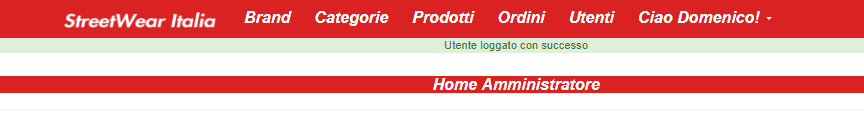 StreetWear Italia Brand Categorie Prodotti Ordini Utenti Ciao Domenico!
Utente loggato con successo
Home Amministratore